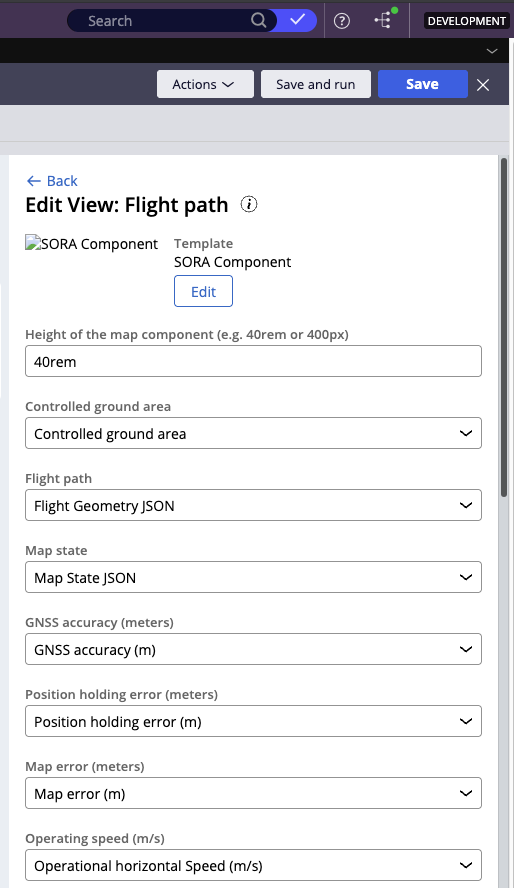 Search
DEVELOPMENT
Actions
Save and run
Save
Back
Edit View: Flight path
SORA Component
Template
SORA Component
Edit
Height of the map component (e.g. 40rem or 400px)
40rem
Controlled ground area
Controlled ground area
Flight path
Flight Geometry JSON
Map state
Map State JSON
GNSS accuracy (meters)
GNSS accuracy (m)
Position holding error (meters)
Position holding error (m)
Map error (meters)
Map error (m)
Operating speed (m/s)
Operational horizontal Speed (m/s)